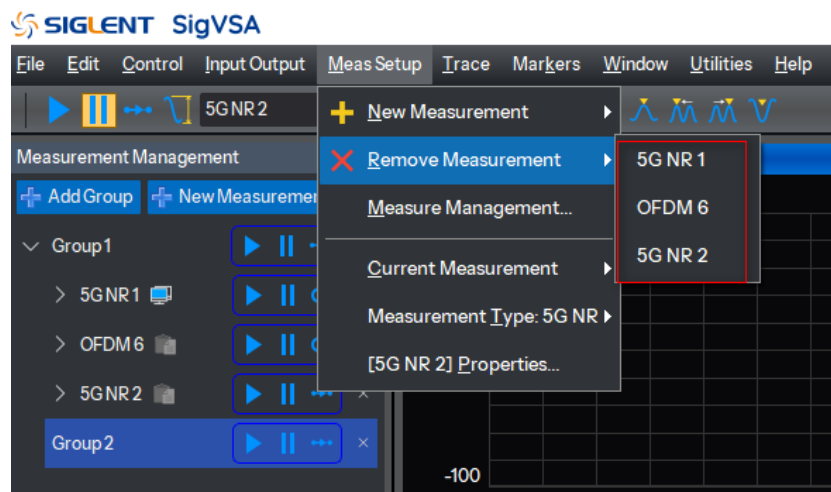 SIGLENT SigVSA
File Edit Control Input Output Meas Setup Trace Markers Window Utilities Help
5G NR 2
New Measurement
Measurement Management
Remove Measurement
5G NR 1
Add Group
Measure Management...
OFDM 6
Group1
5G NR 2
Current Measurement
5G NR 1
Measurement Type: 5G NR
OFDM 6
[5G NR 2] Properties...
5G NR 2
Group2
-100